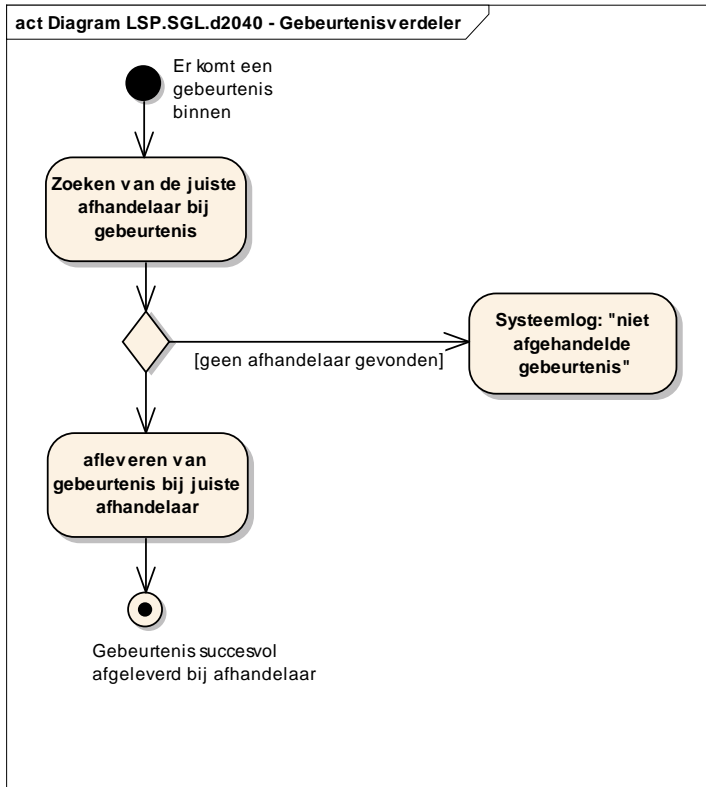 act Diagram LSP.SGL.d2040 - Gebeurtenisverdeler
Er komt een
gebeurtenis
binnen
Zoeken van de juiste
afhandelaar bij
gebeurtenis
[geen afhandelaar gevonden]
Systeemlog: "niet
afgehandelde
gebeurtenis"
afleveren van
gebeurtenis bij juiste
afhandelaar
Gebeurtenis succesvol
afgeleverd bij afhandelaar